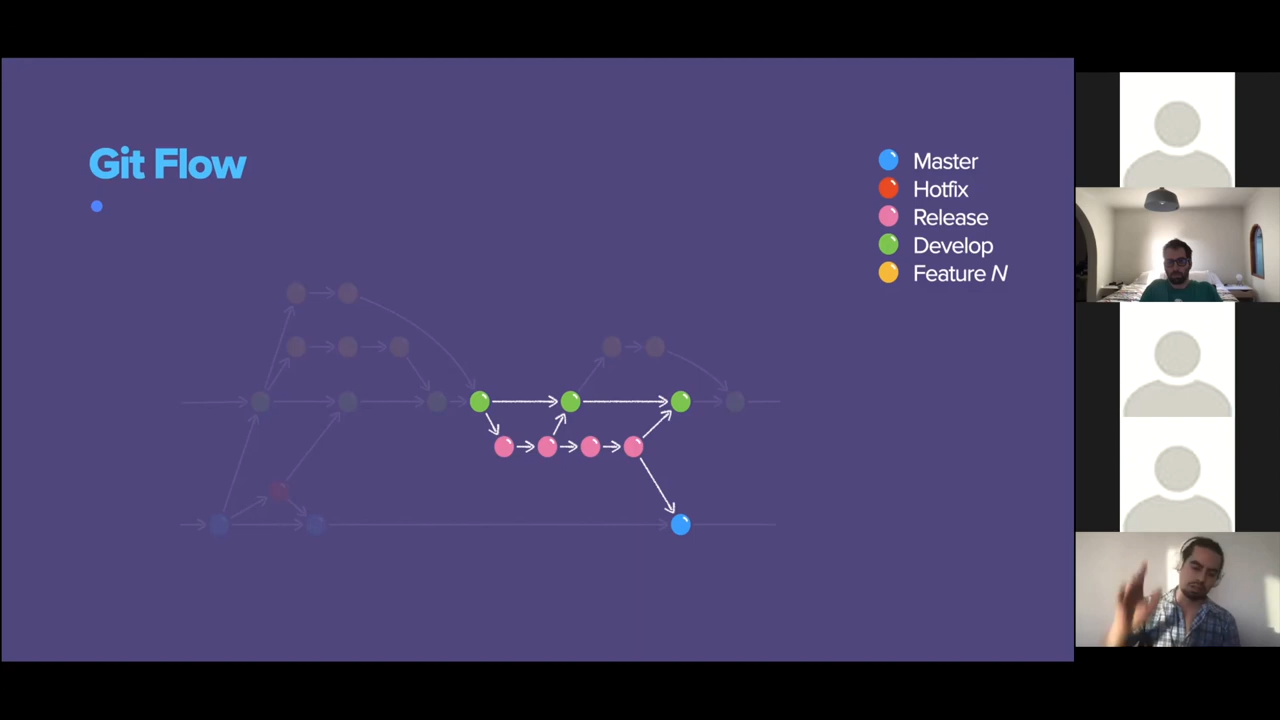 Git Flow
Master
Hotfix
Release
Develop
Feature N